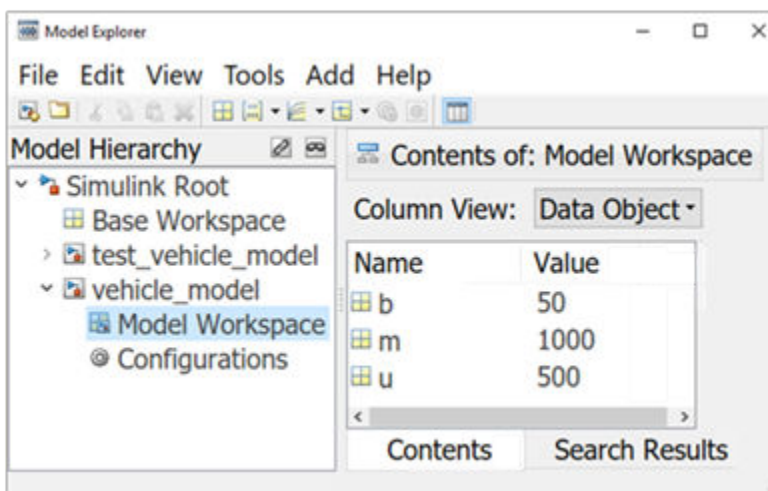 Model Explorer
File Edit View Tools Add Help
Model Hierarchy
Simulink Root
Base Workspace
test_vehicle_model
vehicle_model
Model Workspace
Configurations
Contents of: Model Workspace
Column View: Data Object
Name Value
b 50
m 1000
u 500
Contents Search Results